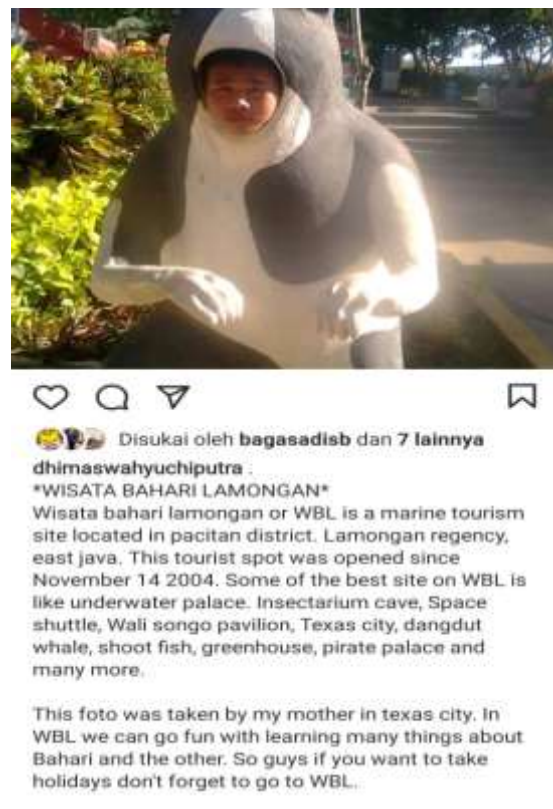 Disukai oleh bagasadisb dan 7 lainnya
dhimaswahyuchiputra .
*WISATA BAHARI LAMONGAN*
Wisata bahari lamongan or WBL is a marine tourism
site located in pacitan district. Lamongan regency,
east java. This tourist spot was opened since
November 14 2004. Some of the best site on WBL is
like underwater palace. Insectarium cave, Space
shuttle, Wali songo pavilion, Texas city, dangdut
whale, shoot fish, greenhouse, pirate palace and
many more.
This foto was taken by my mother in texas city. In
WBL we can go fun with learning many things about
Bahari and the other. So guys if you want to take
holidays don't forget to go to WBL.